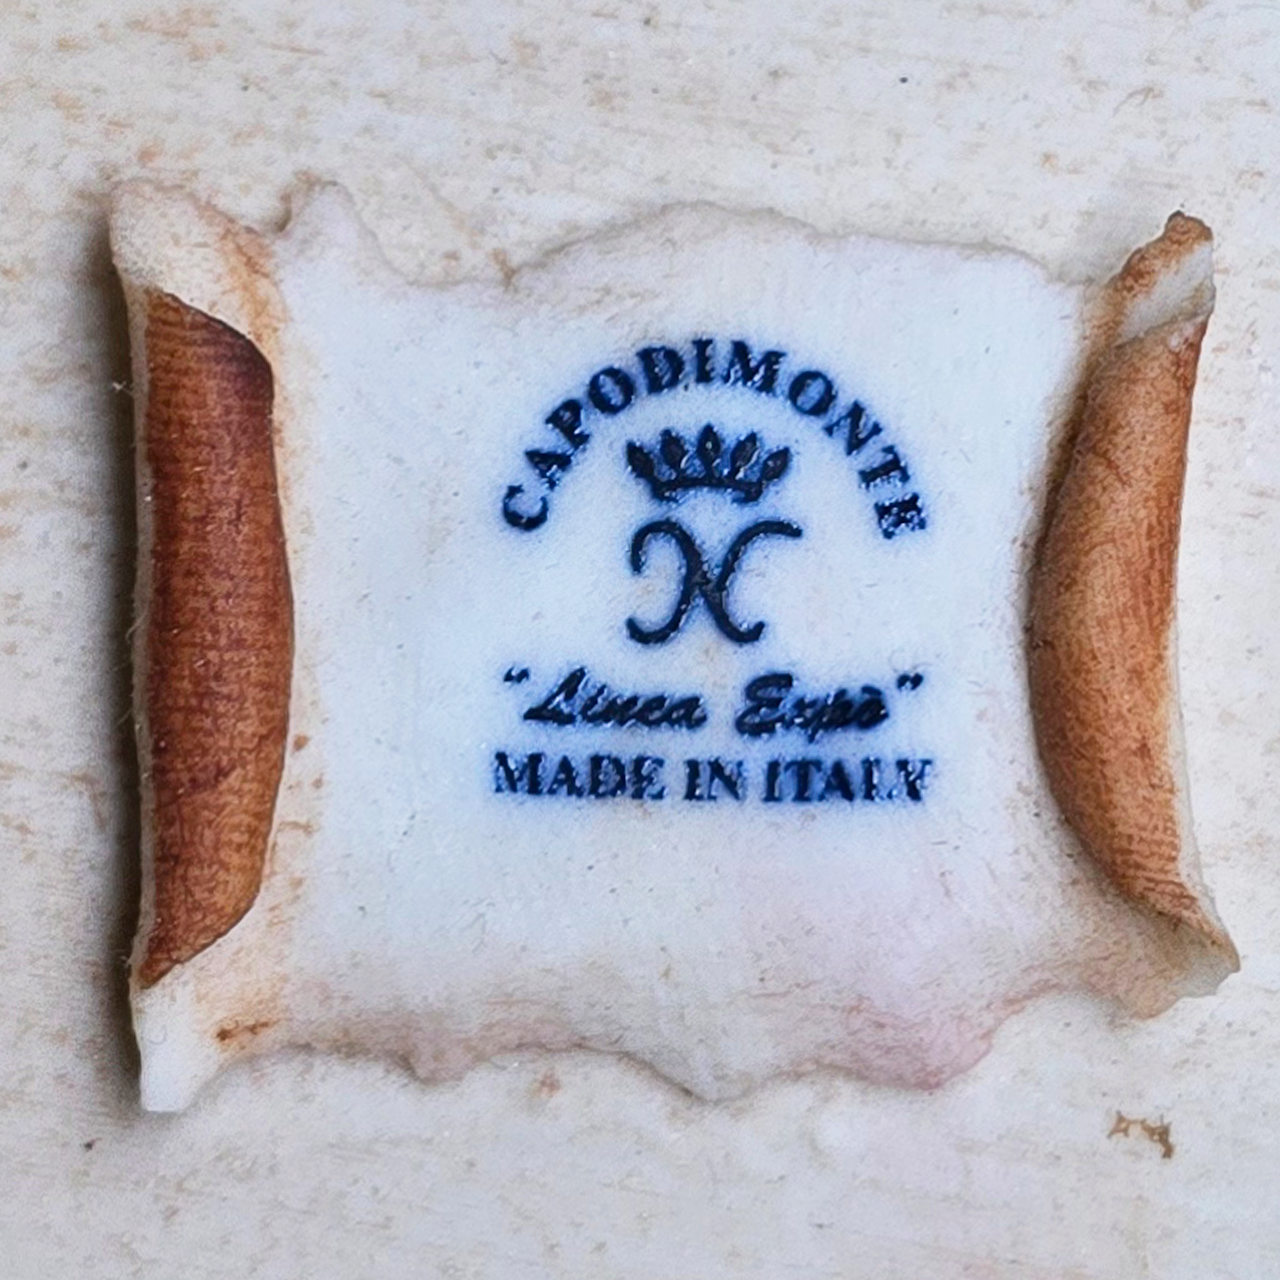 CAPODIMONTE
N
"Linea Expò"
MADE IN ITALY